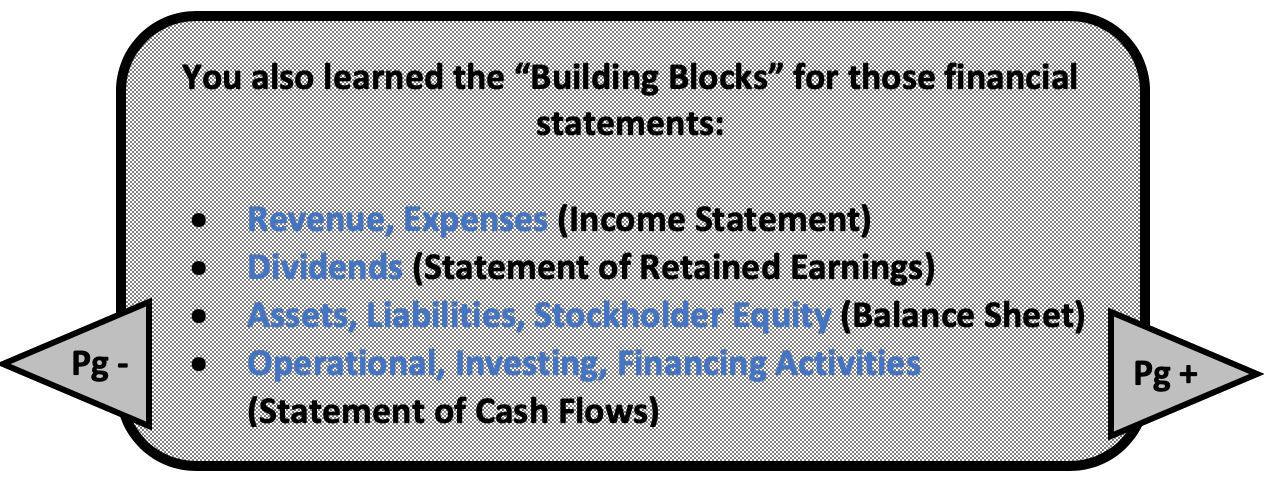 You also learned the “Building Blocks” for those financial
statements:
• Revenue, Expenses (Income Statement)
• Dividends (Statement of Retained Earnings)
• Assets, Liabilities, Stockholder Equity (Balance Sheet)
• Operational, Investing, Financing Activities
(Statement of Cash Flows)
Pg -
Pg +